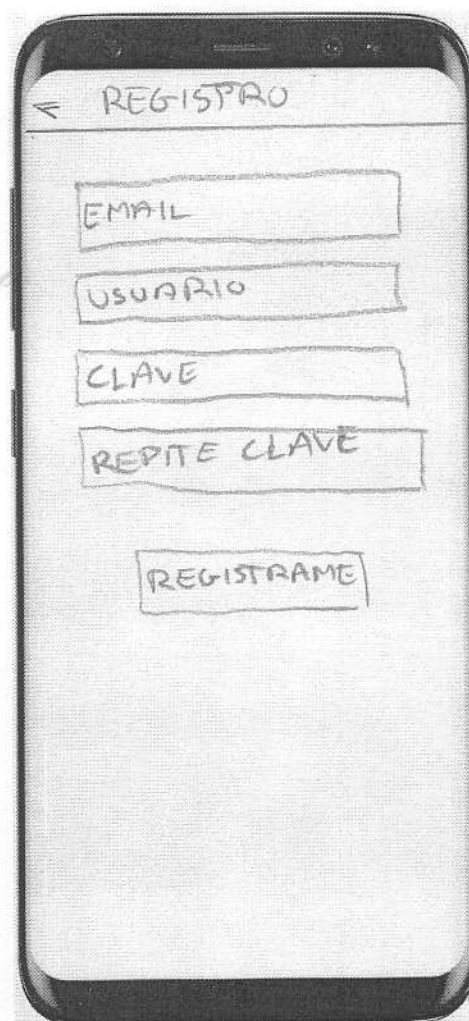 REGISTRO
EMAIL
USUARIO
CLAVE
REPITE CLAVE
REGISTRAME